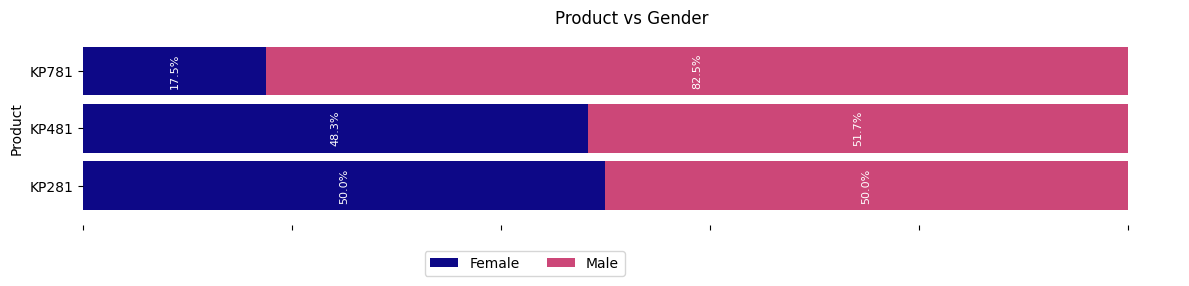 Product vs Gender
Product
KP781
17.5%
82.5%
KP481
48.3%
51.7%
KP281
50.0%
50.0%
Female
Male